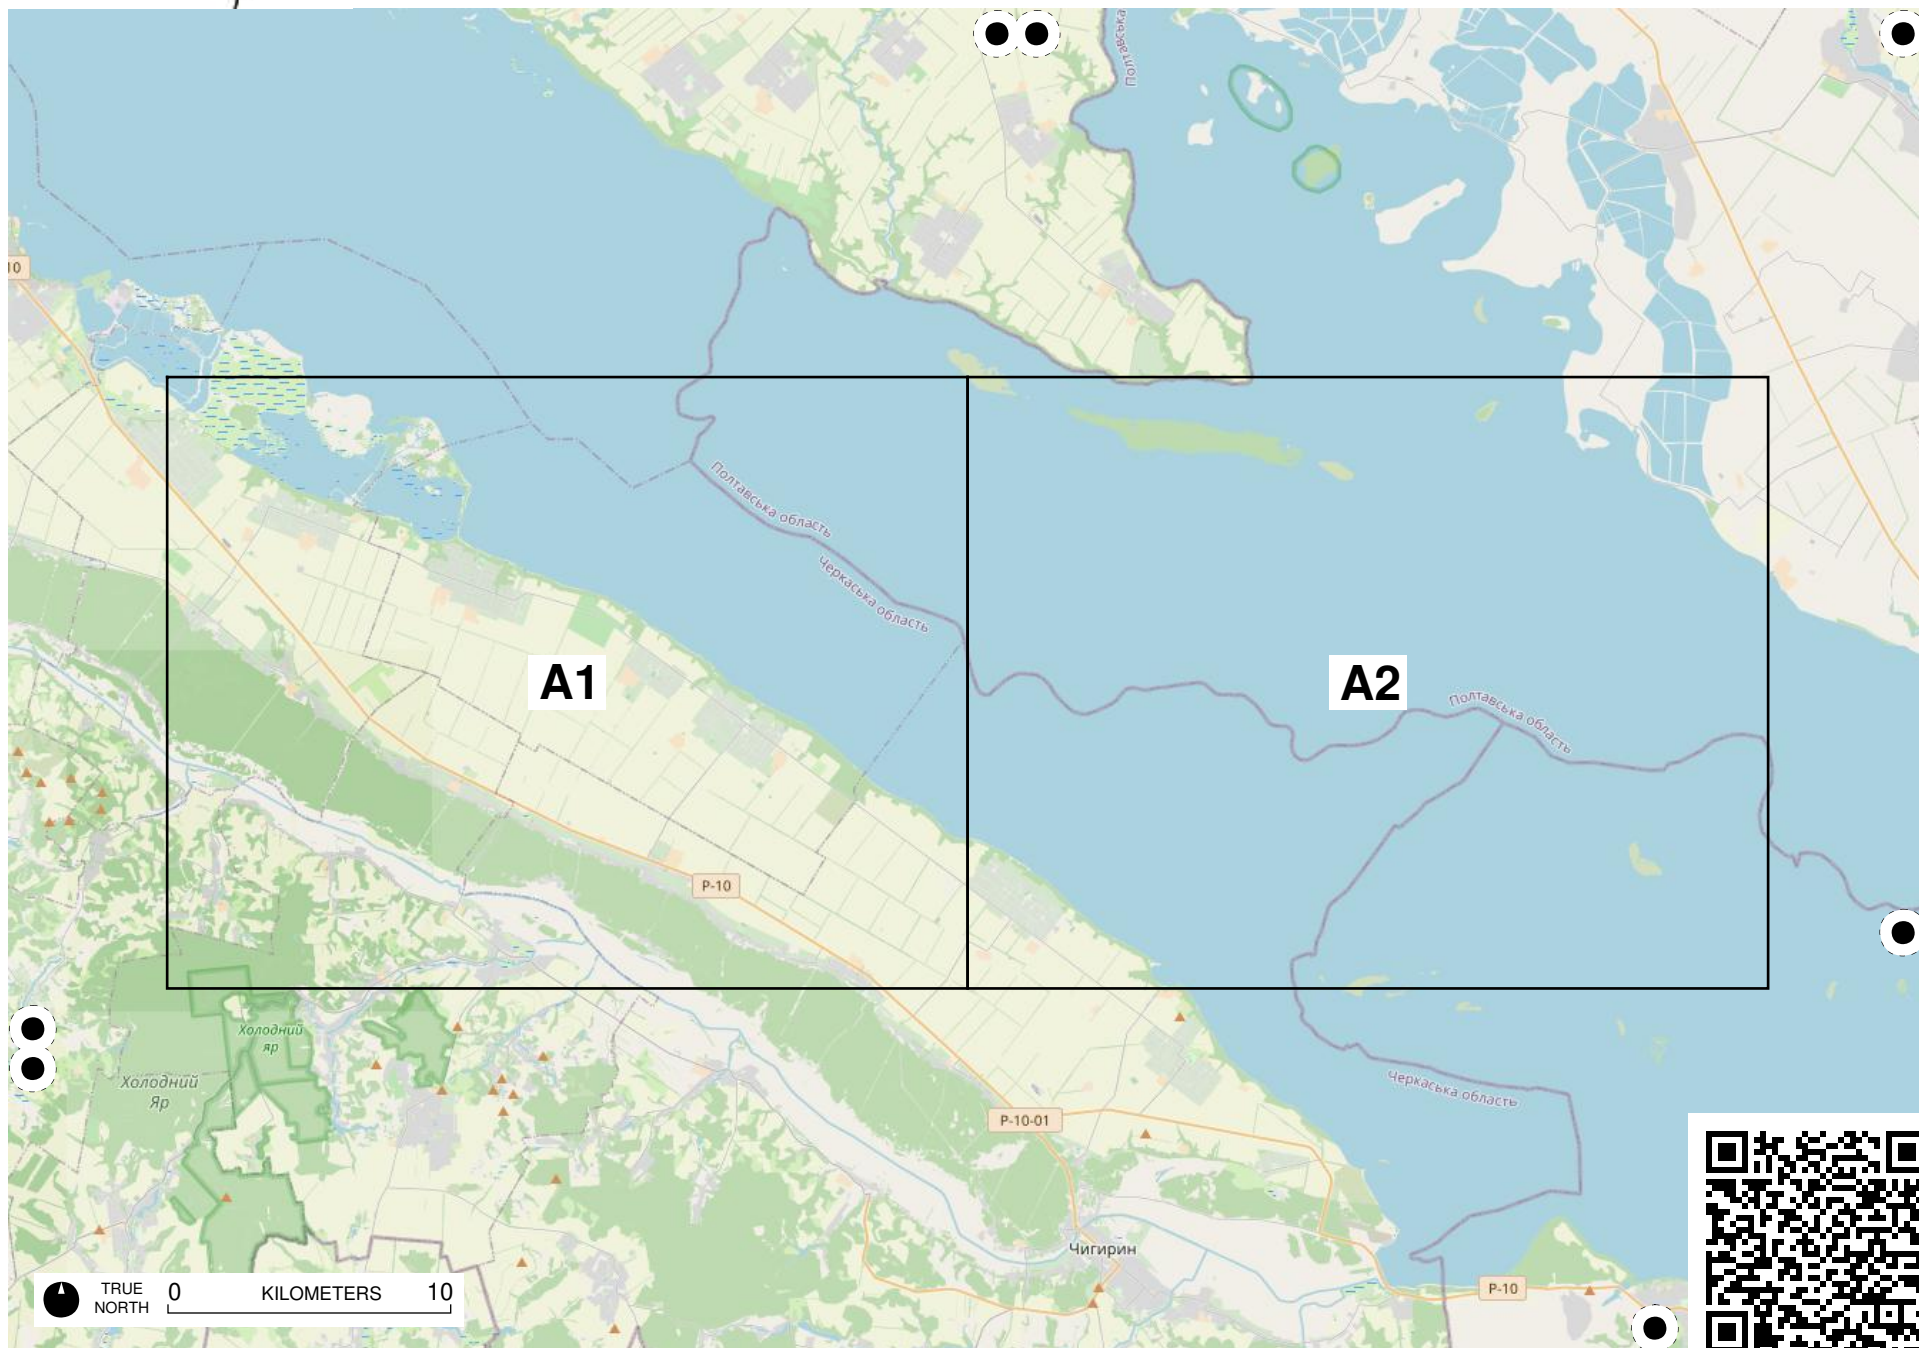 Полтавська
10
Полтавська область
Черкаська область
A1
A2
Полтавська область
P-10
Холодний
яр
Холодний
Яр
Черкаська область
P-10-01
Чигирин
P-10
TRUE
NORTH
0 KILOMETERS 10